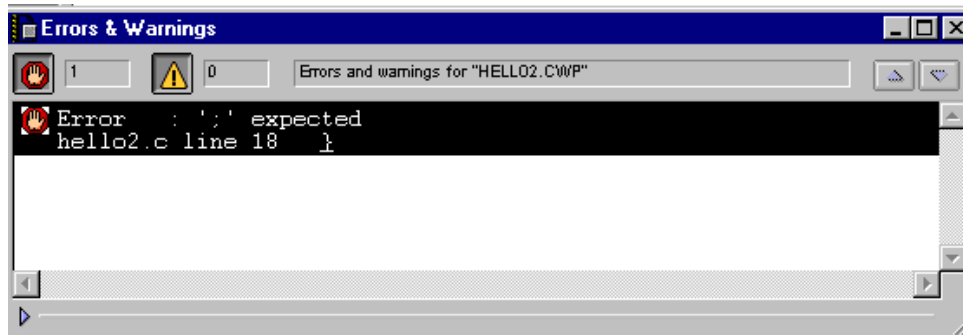 Errors & Warnings
1 0 Errors and warnings for "HELLO2.CWP"
Error : ';' expected
hello2.c line 18 }